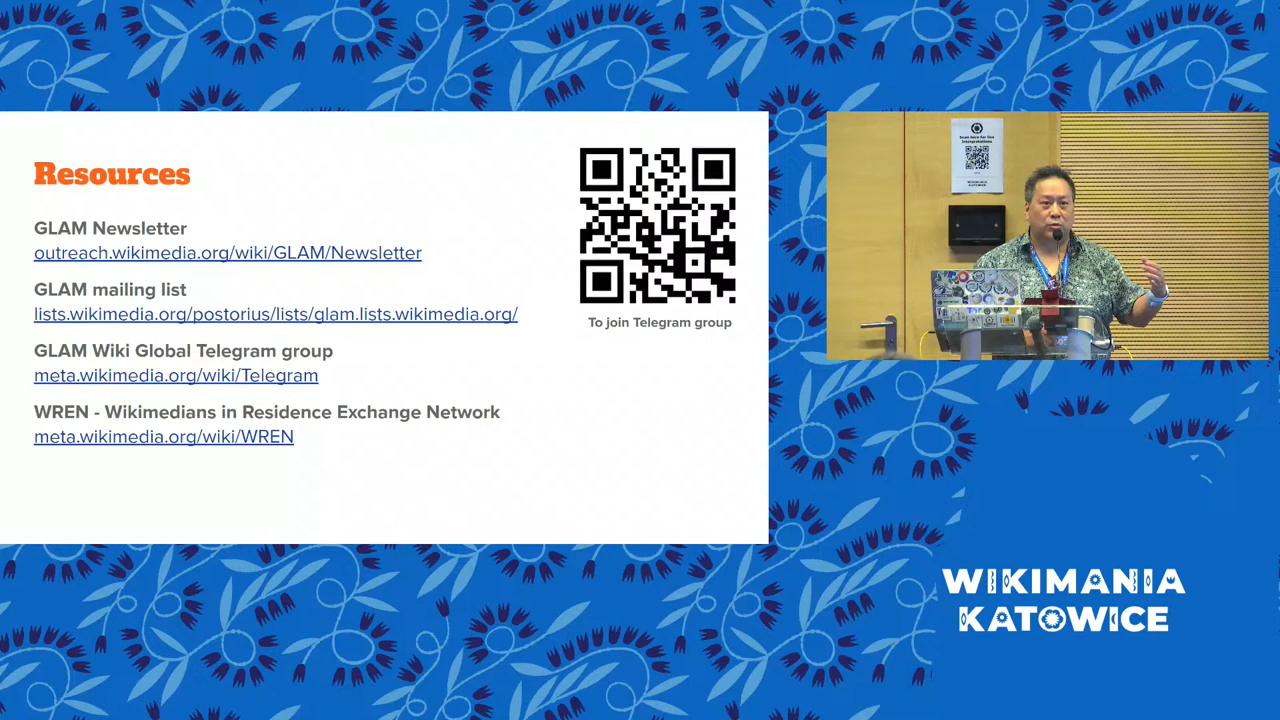 Resources
GLAM Newsletter
outreach.wikimedia.org/wiki/GLAM/Newsletter
GLAM mailing list
lists.wikimedia.org/postorius/lists/glam.lists.wikimedia.org/
GLAM Wiki Global Telegram group
meta.wikimedia.org/wiki/Telegram
WREN - Wikimedians in Residence Exchange Network
meta.wikimedia.org/wiki/WREN
To join Telegram group
WIKIMANIA
KATOWICE